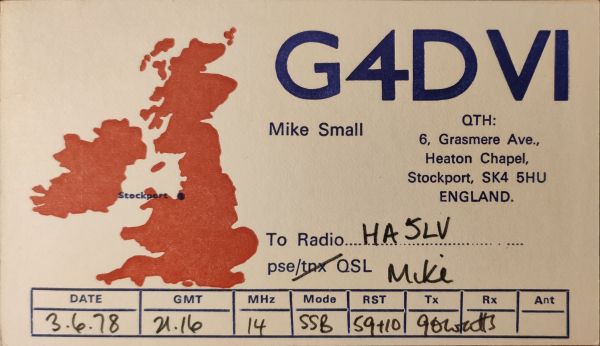 G4DVI
Mike Small
QTH:
6, Grasmere Ave.,
Heaton Chapel,
Stockport, SK4 5HU
ENGLAND.
Stockport
To Radio....HA5LV........
pse/tnx QSL Mike
DATE GMT MHz Mode RST Tx Rx Ant
3.6.78 21.16 14 SSB 59+10 90watts